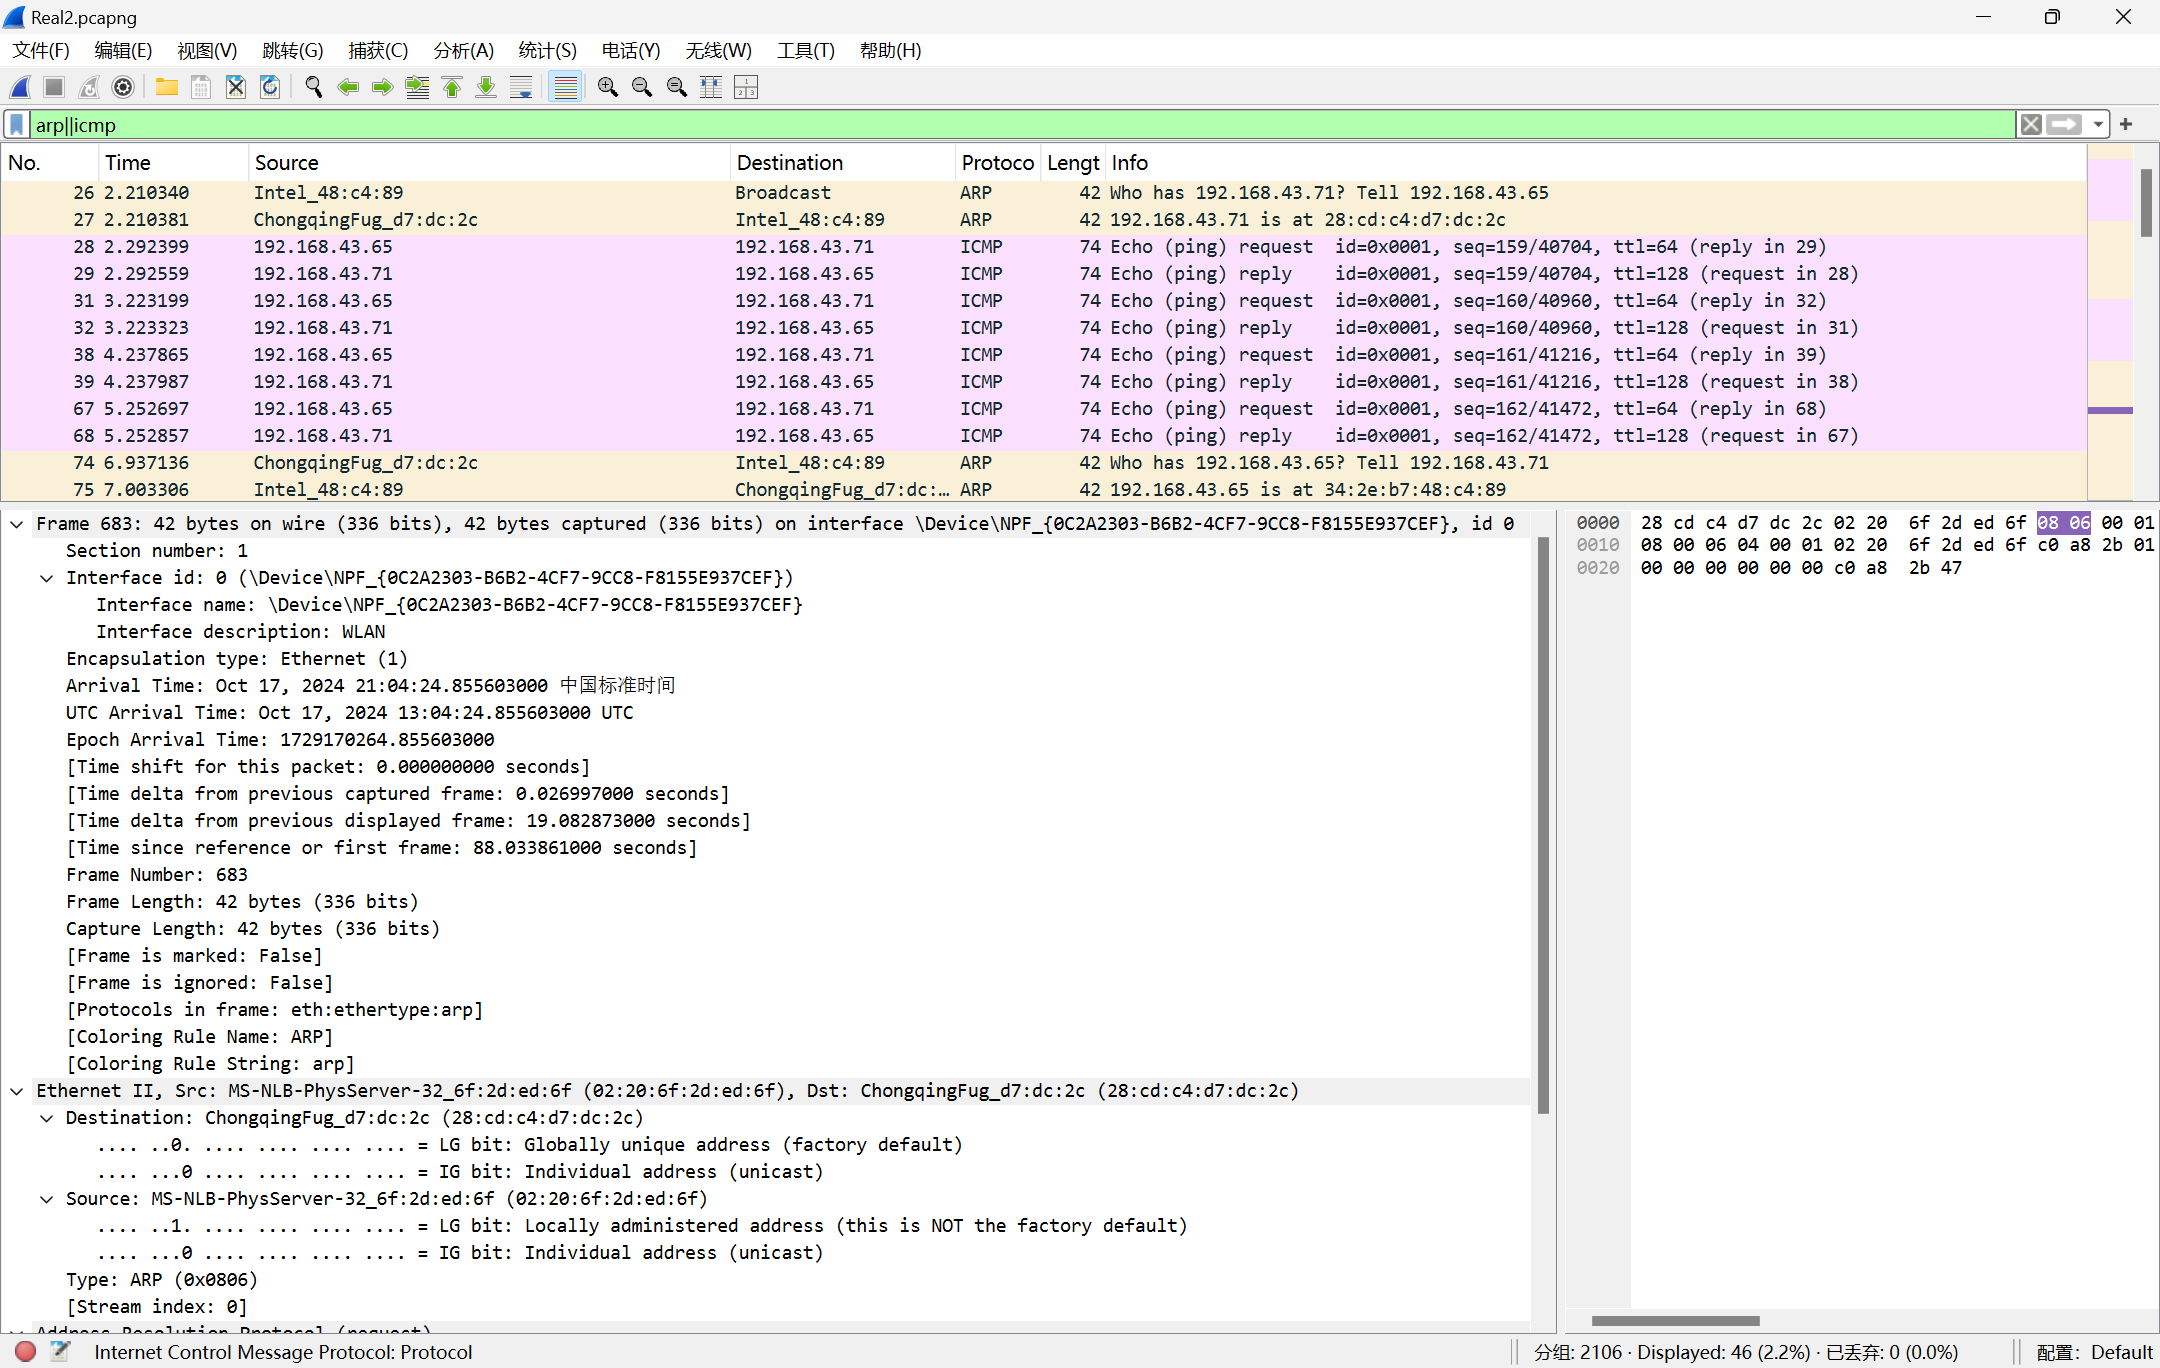 Real2.pcapng
文件(F) 编辑(E) 视图(V) 跳转(G) 捕获(C) 分析(A) 统计(S) 电话(Y) 无线(W) 工具(T) 帮助(H)
arp||icmp
No. Time Source Destination Protoco Lengt Info
26 2.210340 Intel_48:c4:89 Broadcast ARP 42 Who has 192.168.43.71? Tell 192.168.43.65
27 2.210381 ChongqingFug_d7:dc:2c Intel_48:c4:89 ARP 42 192.168.43.71 is at 28:cd:c4:d7:dc:2c
28 2.292399 192.168.43.65 192.168.43.71 ICMP 74 Echo (ping) request id=0x0001, seq=159/40704, ttl=64 (reply in 29)
29 2.292559 192.168.43.71 192.168.43.65 ICMP 74 Echo (ping) reply id=0x0001, seq=159/40704, ttl=128 (request in 28)
31 3.223199 192.168.43.65 192.168.43.71 ICMP 74 Echo (ping) request id=0x0001, seq=160/40960, ttl=64 (reply in 32)
32 3.223323 192.168.43.71 192.168.43.65 ICMP 74 Echo (ping) reply id=0x0001, seq=160/40960, ttl=128 (request in 31)
38 4.237865 192.168.43.65 192.168.43.71 ICMP 74 Echo (ping) request id=0x0001, seq=161/41216, ttl=64 (reply in 39)
39 4.237987 192.168.43.71 192.168.43.65 ICMP 74 Echo (ping) reply id=0x0001, seq=161/41216, ttl=128 (request in 38)
67 5.252697 192.168.43.65 192.168.43.71 ICMP 74 Echo (ping) request id=0x0001, seq=162/41472, ttl=64 (reply in 68)
68 5.252857 192.168.43.71 192.168.43.65 ICMP 74 Echo (ping) reply id=0x0001, seq=162/41472, ttl=128 (request in 67)
74 6.937136 ChongqingFug_d7:dc:2c Intel_48:c4:89 ARP 42 Who has 192.168.43.65? Tell 192.168.43.71
75 7.003306 Intel_48:c4:89 ChongqingFug_d7:dc:… ARP 42 192.168.43.65 is at 34:2e:b7:48:c4:89
Frame 683: 42 bytes on wire (336 bits), 42 bytes captured (336 bits) on interface \Device\NPF_{0C2A2303-B6B2-4CF7-9CC8-F8155E937CEF}, id 0
Section number: 1
Interface id: 0 (\Device\NPF_{0C2A2303-B6B2-4CF7-9CC8-F8155E937CEF})
Interface name: \Device\NPF_{0C2A2303-B6B2-4CF7-9CC8-F8155E937CEF}
Interface description: WLAN
Encapsulation type: Ethernet (1)
Arrival Time: Oct 17, 2024 21:04:24.855603000 中国标准时间
UTC Arrival Time: Oct 17, 2024 13:04:24.855603000 UTC
Epoch Arrival Time: 1729170264.855603000
[Time shift for this packet: 0.000000000 seconds]
[Time delta from previous captured frame: 0.026997000 seconds]
[Time delta from previous displayed frame: 19.082873000 seconds]
[Time since reference or first frame: 88.033861000 seconds]
Frame Number: 683
Frame Length: 42 bytes (336 bits)
Capture Length: 42 bytes (336 bits)
[Frame is marked: False]
[Frame is ignored: False]
[Protocols in frame: eth:ethertype:arp]
[Coloring Rule Name: ARP]
[Coloring Rule String: arp]
Ethernet II, Src: MS-NLB-PhysServer-32_6f:2d:ed:6f (02:20:6f:2d:ed:6f), Dst: ChongqingFug_d7:dc:2c (28:cd:c4:d7:dc:2c)
Destination: ChongqingFug_d7:dc:2c (28:cd:c4:d7:dc:2c)
.... ..0. .... .... .... .... = LG bit: Globally unique address (factory default)
.... ...0 .... .... .... .... = IG bit: Individual address (unicast)
Source: MS-NLB-PhysServer-32_6f:2d:ed:6f (02:20:6f:2d:ed:6f)
.... ..1. .... .... .... .... = LG bit: Locally administered address (this is NOT the factory default)
.... ...0 .... .... .... .... = IG bit: Individual address (unicast)
Type: ARP (0x0806)
[Stream index: 0]
Address Resolution Protocol (request)
0000 28 cd c4 d7 dc 2c 02 20 6f 2d ed 6f 08 06 00 01
0010 08 00 06 04 00 01 02 20 6f 2d ed 6f c0 a8 2b 01
0020 00 00 00 00 00 00 c0 a8 2b 47
Internet Control Message Protocol: Protocol 分组: 2106 · Displayed: 46 (2.2%) · 已丢弃: 0 (0.0%) 配置: Default